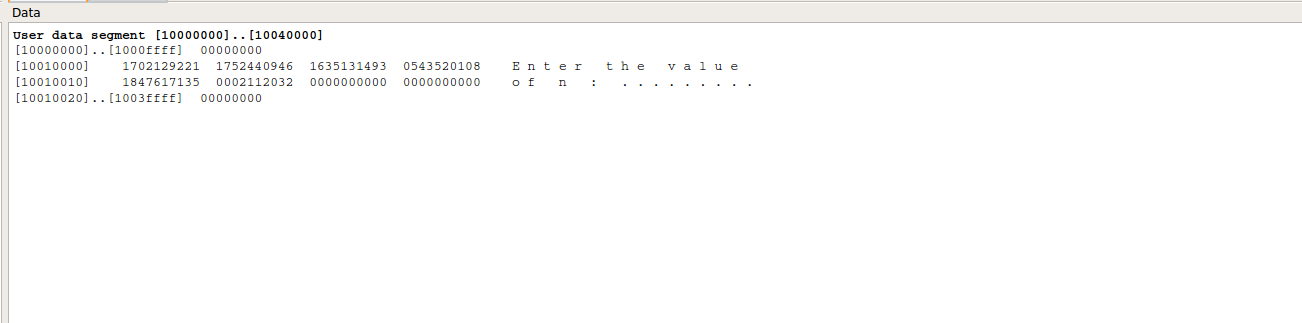 Data
User data segment [10000000]..[10040000]
[10000000]..[1000ffff]  00000000
[10010000]    1702129221  1752440946  1635131493  0543520108    E n t e r   t h e   v a l u e
[10010010]    1847617135  0002112032  0000000000  0000000000    o f   n   :   . . . . . . . . .
[10010020]..[1003ffff]  00000000